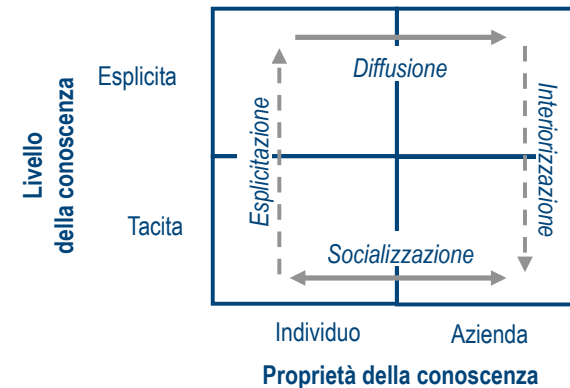 Esplicita
Diffusione
Livello
della conoscenza
Esplicitazione
Interiorizzazione
Tacita
Socializzazione
Individuo
Azienda
Proprietà della conoscenza